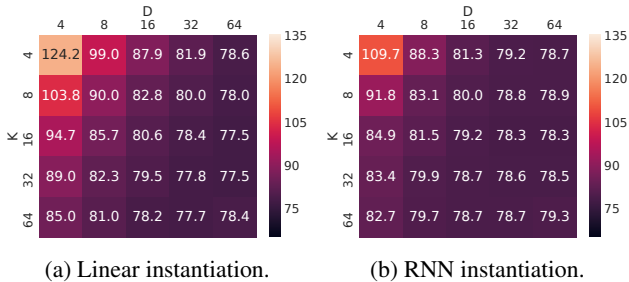 D
4 8 16 32 64
K
4 124.2 99.0 87.9 81.9 78.6
8 103.8 90.0 82.8 80.0 78.0
16 94.7 85.7 80.6 78.4 77.5
32 89.0 82.3 79.5 77.8 77.5
64 85.0 81.0 78.2 77.7 78.4
135
120
105
90
75
(a) Linear instantiation.
D
4 8 16 32 64
K
4 109.7 88.3 81.3 79.2 78.7
8 91.8 83.1 80.0 78.8 78.9
16 84.9 81.5 79.2 78.3 78.3
32 83.4 79.9 78.7 78.6 78.5
64 82.7 79.7 78.7 78.7 79.3
135
120
105
90
75
(b) RNN instantiation.